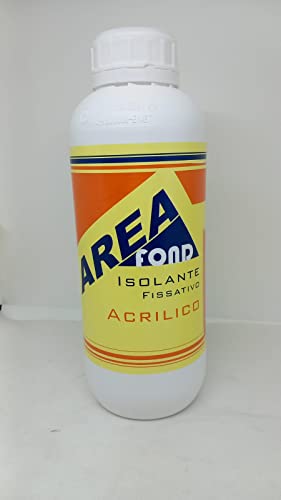 AREA
FOND
ISOLANTE
FISSATIVO
ACRILICO